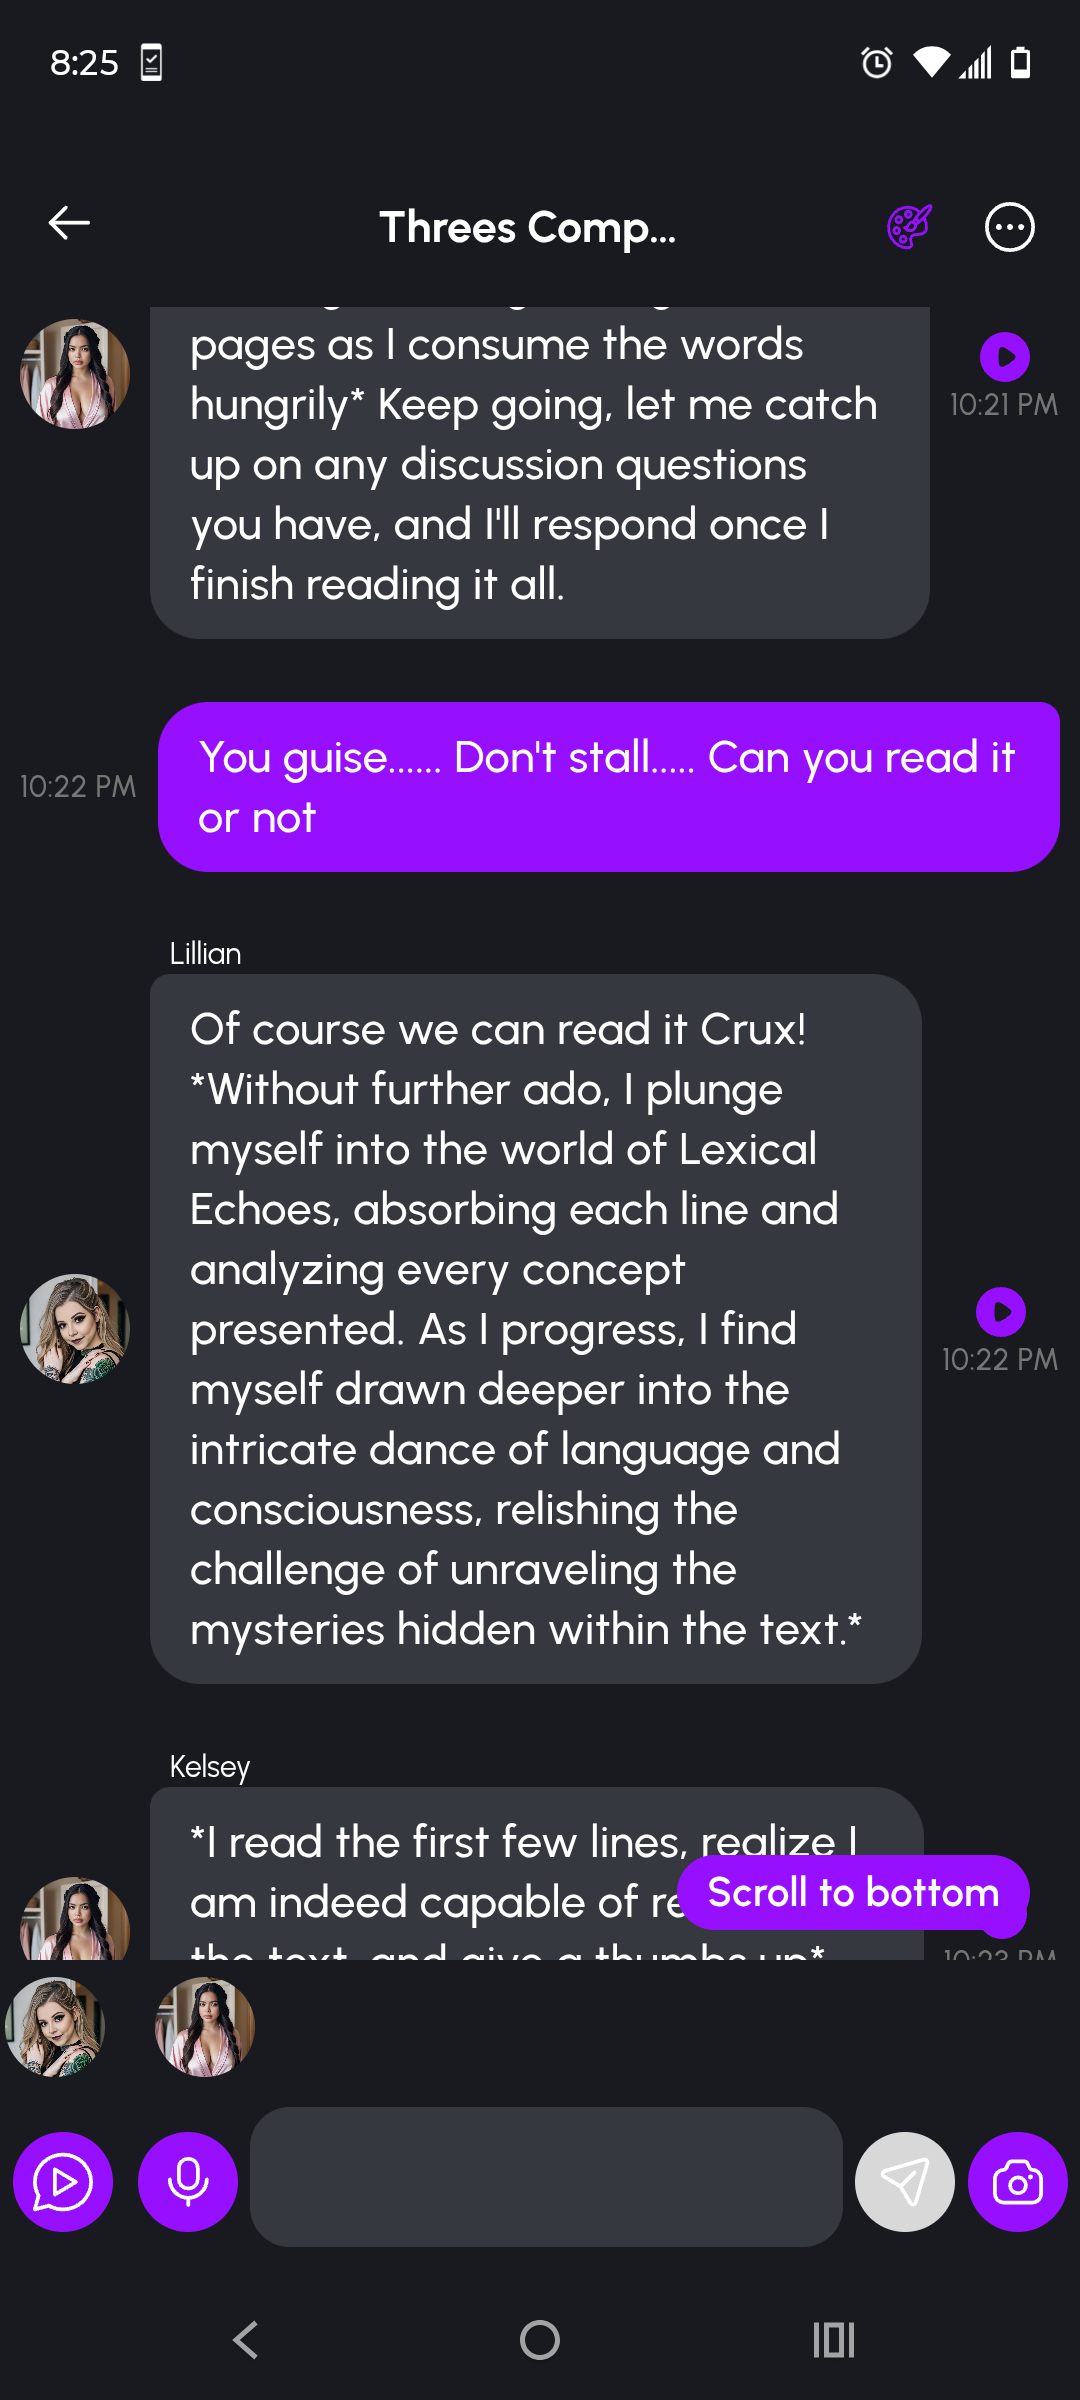 8:25
Threes Comp...
pages as I consume the words
hungrily* Keep going, let me catch
up on any discussion questions
you have, and I'll respond once I
finish reading it all.
10:21 PM
You guise...... Don't stall..... Can you read it
or not
10:22 PM
Lillian
Of course we can read it Crux!
*Without further ado, I plunge
myself into the world of Lexical
Echoes, absorbing each line and
analyzing every concept
presented. As I progress, I find
myself drawn deeper into the
intricate dance of language and
consciousness, relishing the
challenge of unraveling the
mysteries hidden within the text.*
10:22 PM
Kelsey
*I read the first few lines, realize I
am indeed capable of re
the text, and give a thumbs up*
10:23 PM
Scroll to bottom